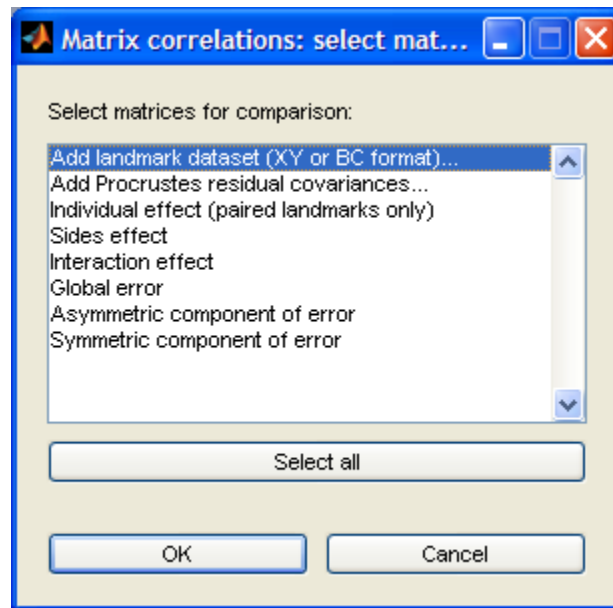 Matrix correlations: select mat...
Select matrices for comparison:
Add landmark dataset (XY or BC format)...
Add Procrustes residual covariances...
Individual effect (paired landmarks only)
Sides effect
Interaction effect
Global error
Asymmetric component of error
Symmetric component of error
Select all
OK
Cancel